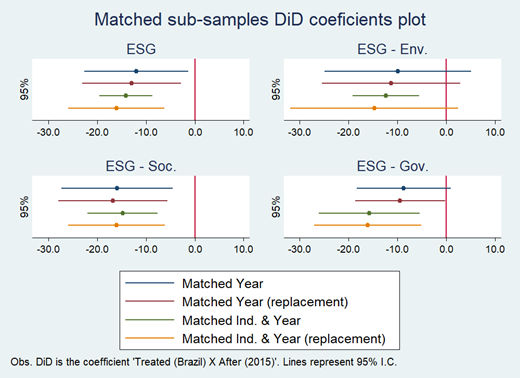 Matched sub-samples DiD coeficients plot
ESG
95%
-30.0 -20.0 -10.0 0.0 10.0
ESG - Env.
95%
-30.0 -20.0 -10.0 0.0 10.0
ESG - Soc.
95%
-30.0 -20.0 -10.0 0.0 10.0
ESG - Gov.
95%
-30.0 -20.0 -10.0 0.0 10.0
Matched Year
Matched Year (replacement)
Matched Ind. & Year
Matched Ind. & Year (replacement)
Obs. DiD is the coefficient 'Treated (Brazil) X After (2015)'. Lines represent 95% I.C.